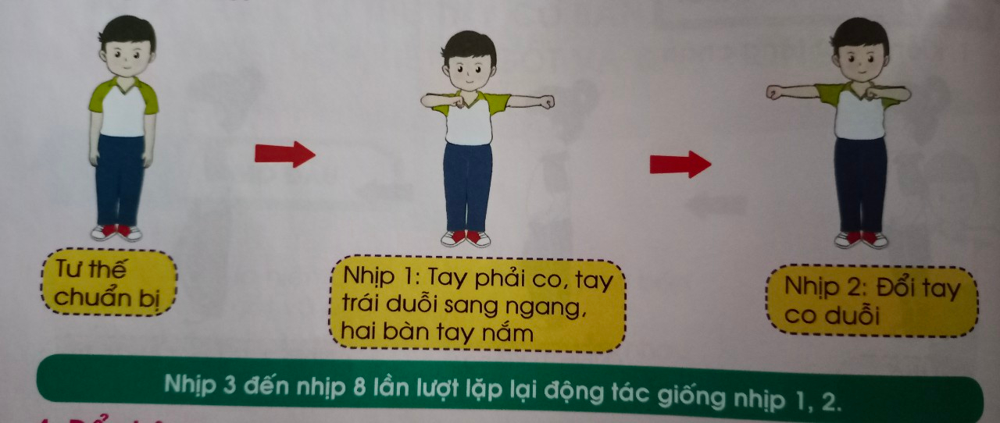 Tư thế
chuẩn bị
Nhịp 1: Tay phải co, tay
trái duỗi sang ngang,
hai bàn tay nắm
Nhịp 2: Đổi tay
co duỗi
Nhịp 3 đến nhịp 8 lần lượt lặp lại động tác giống nhịp 1, 2.